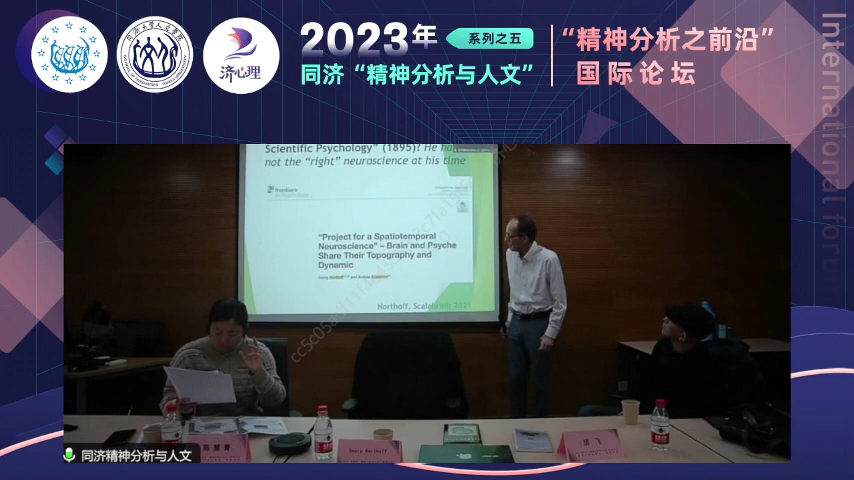 2023年
系列之五
同济“精神分析与人文”
“精神分析之前沿”
国际论坛
International forum
济心理
Scientific Psychology” (1895)? He ha
not the “right” neuroscience at his time
frontiers
“Project for a Spatiotemporal
Neuroscience” – Brain and Psyche
Share Their Topography and
Dynamic
Northoff, Scalabrini, 2021
Georg Northoff
同济精神分析与人文